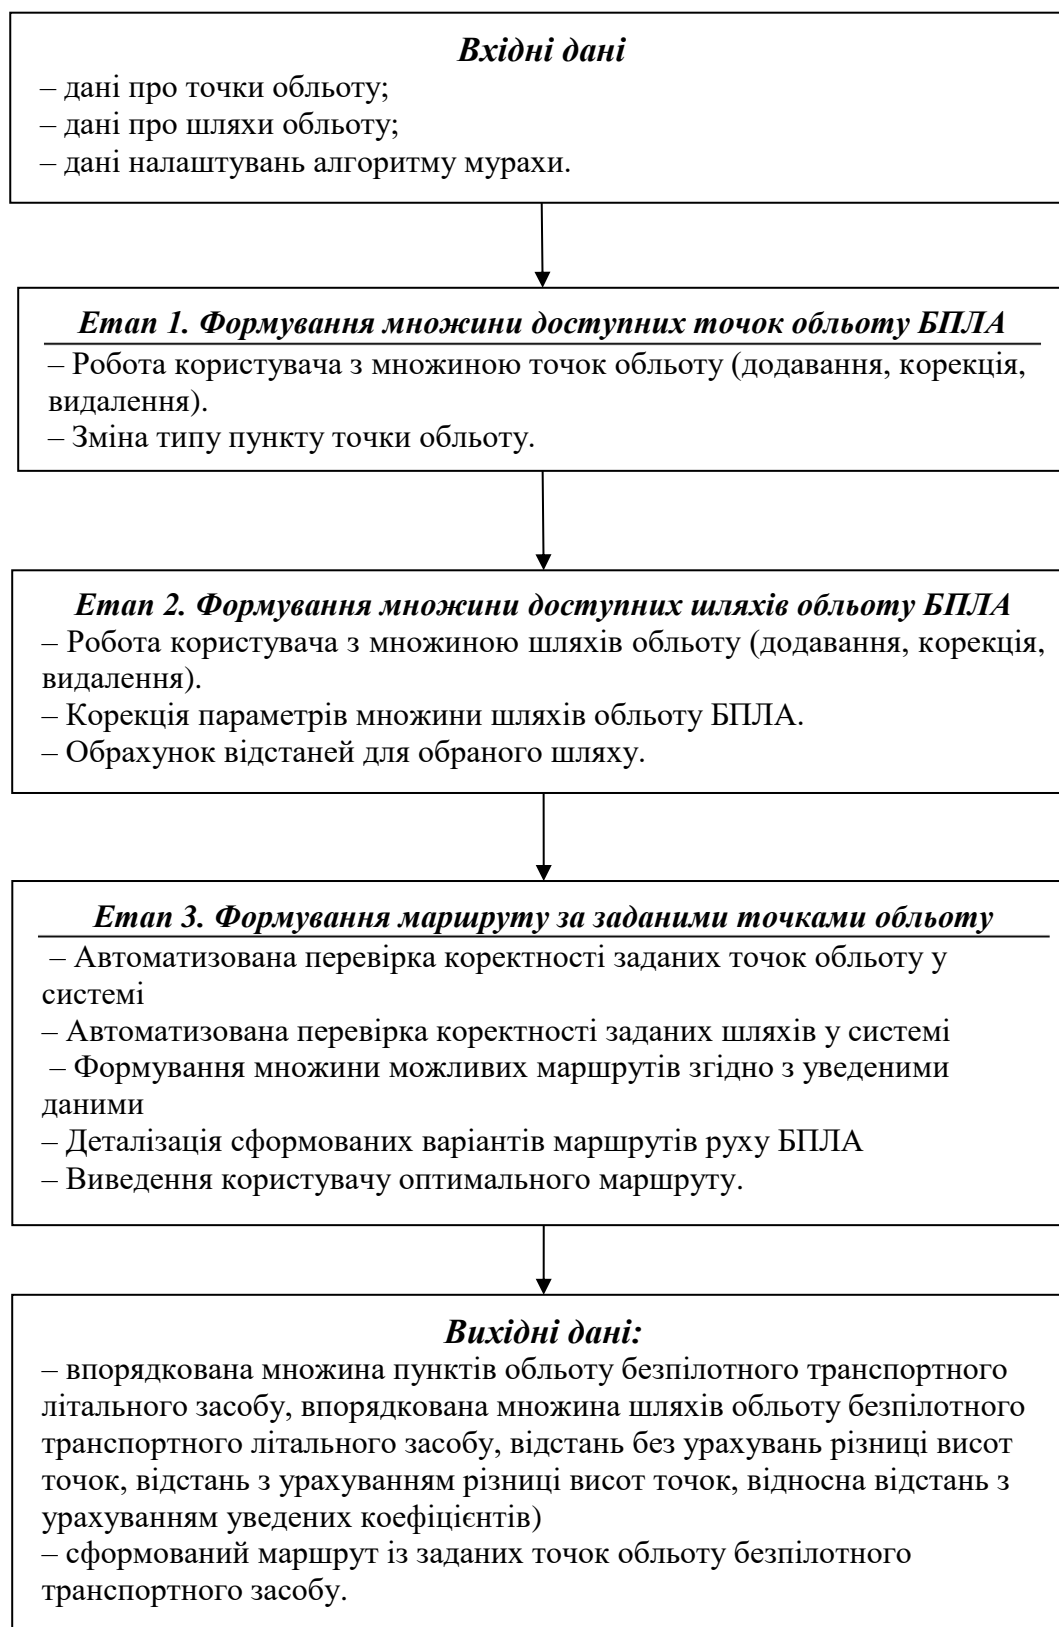 Вхідні дані
– дані про точки обльоту;
– дані про шляхи обльоту;
– дані налаштувань алгоритму мурахи.
Етап 1. Формування множини доступних точок обльоту БПЛА
– Робота користувача з множиною точок обльоту (додавання, корекція,
видалення).
– Зміна типу пункту точки обльоту.
Етап 2. Формування множини доступних шляхів обльоту БПЛА
– Робота користувача з множиною шляхів обльоту (додавання, корекція,
видалення).
– Корекція параметрів множини шляхів обльоту БПЛА.
– Обрахунок відстаней для обраного шляху.
Етап 3. Формування маршруту за заданими точками обльоту
– Автоматизована перевірка коректності заданих точок обльоту у
системі
– Автоматизована перевірка коректності заданих шляхів у системі
– Формування множини можливих маршрутів згідно з уведеними
даними
– Деталізація сформованих варіантів маршрутів руху БПЛА
– Виведення користувачу оптимального маршруту.
Вихідні дані:
– впорядкована множина пунктів обльоту безпілотного транспортного
літального засобу, впорядкована множина шляхів обльоту безпілотного
транспортного літального засобу, відстань без урахувань різниці висот
точок, відстань з урахуванням різниці висот точок, відносна відстань з
урахуванням уведених коефіцієнтів)
– сформований маршрут із заданих точок обльоту безпілотного
транспортного засобу.